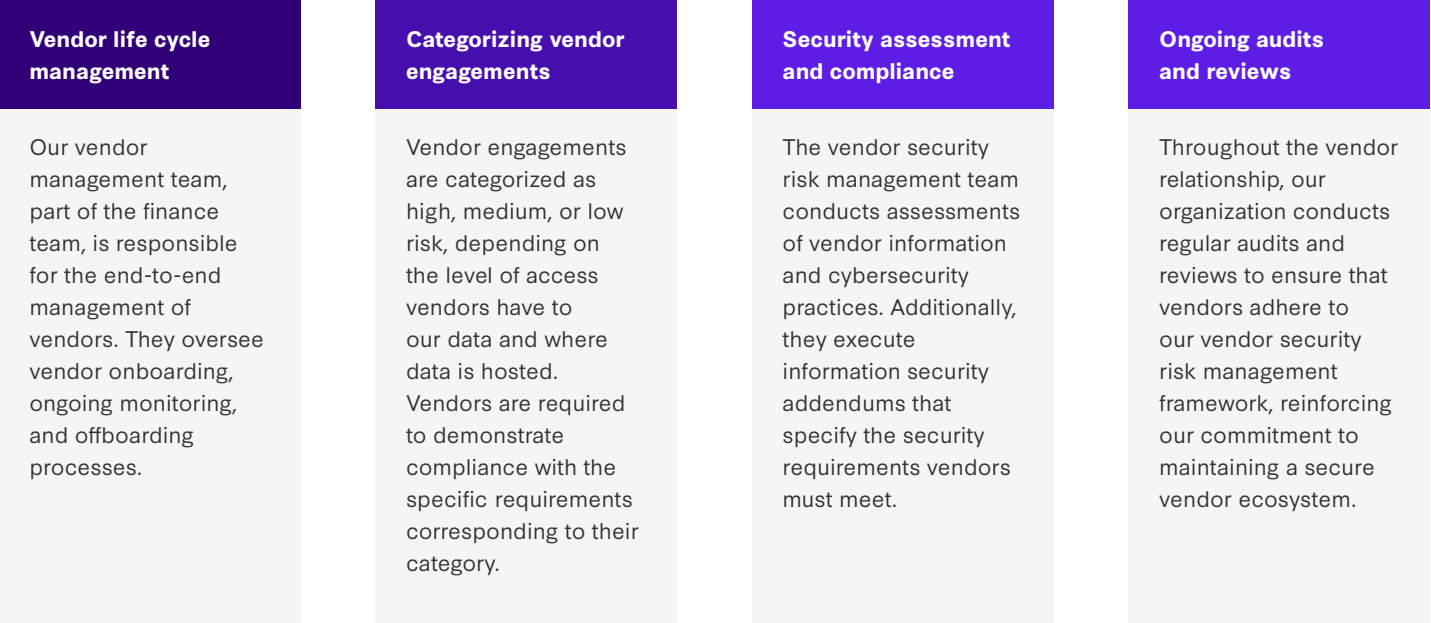 Vendor life cycle
management
Our vendor
management team,
part of the finance
team, is responsible
for the end-to-end
management of
vendors. They oversee
vendor onboarding,
ongoing monitoring,
and offboarding
processes.
Categorizing vendor
engagements
Vendor engagements
are categorized as
high, medium, or low
risk, depending on
the level of access
vendors have to
our data and where
data is hosted.
Vendors are required
to demonstrate
compliance with the
specific requirements
corresponding to their
category.
Security assessment
and compliance
The vendor security
risk management team
conducts assessments
of vendor information
and cybersecurity
practices. Additionally,
they execute
information security
addendums that
specify the security
requirements vendors
must meet.
Ongoing audits
and reviews
Throughout the vendor
relationship, our
organization conducts
regular audits and
reviews to ensure that
vendors adhere to
our vendor security
risk management
framework, reinforcing
our commitment to
maintaining a secure
vendor ecosystem.